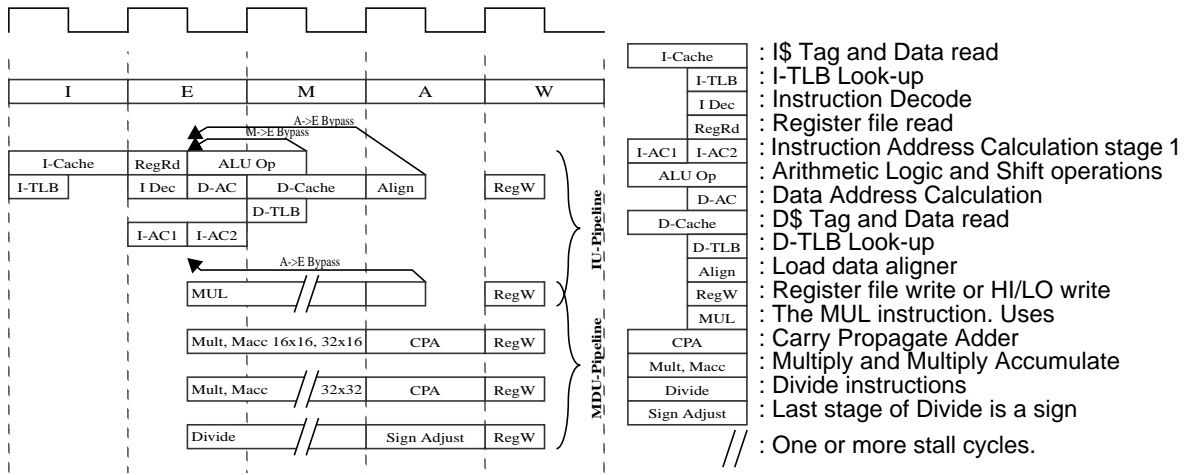 I E M A W
A->E Bypass
M->E Bypass
I-Cache RegRd ALU Op
I-TLB I Dec D-AC D-Cache Align RegW
D-TLB
I-AC1 I-AC2
A->E Bypass
MUL RegW
Mult, Macc 16x16, 32x16 CPA RegW
Mult, Macc 32x32 CPA RegW
Divide Sign Adjust RegW
IU-Pipeline
MDU-Pipeline
I-Cache : I$ Tag and Data read
I-TLB : I-TLB Look-up
I Dec : Instruction Decode
RegRd : Register file read
I-AC1 I-AC2 : Instruction Address Calculation stage 1
ALU Op : Arithmetic Logic and Shift operations
D-AC : Data Address Calculation
D-Cache : D$ Tag and Data read
D-TLB : D-TLB Look-up
Align : Load data aligner
RegW : Register file write or HI/LO write
MUL : The MUL instruction. Uses
CPA : Carry Propagate Adder
Mult, Macc : Multiply and Multiply Accumulate
Divide : Divide instructions
Sign Adjust : Last stage of Divide is a sign
: One or more stall cycles.